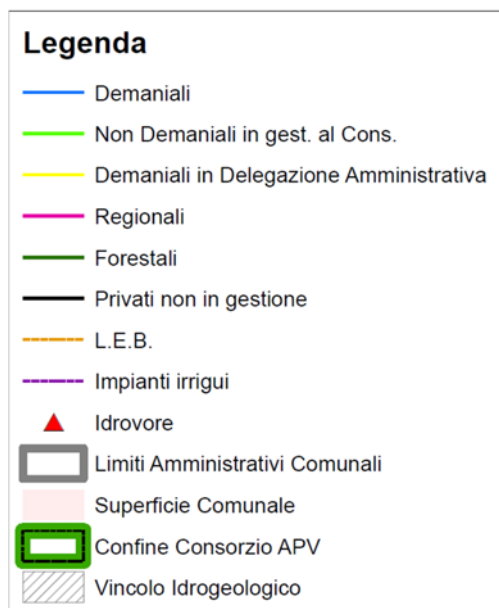 Legenda
Demaniali
Non Demaniali in gest. al Cons.
Demaniali in Delegazione Amministrativa
Regionali
Forestali
Privati non in gestione
L.E.B.
Impianti irrigui
Idrovore
Limiti Amministrativi Comunali
Superficie Comunale
Confine Consorzio APV
Vincolo Idrogeologico